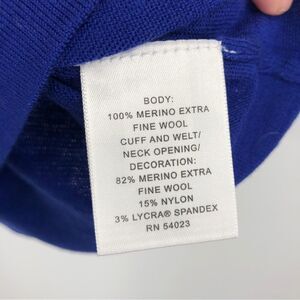 BODY:
100% MERINO EXTRA
FINE WOOL
CUFF AND WELT/
NECK OPENING/
DECORATION:
82% MERINO EXTRA
FINE WOOL
15% NYLON
3% LYCRA® SPANDEX
RN 54023